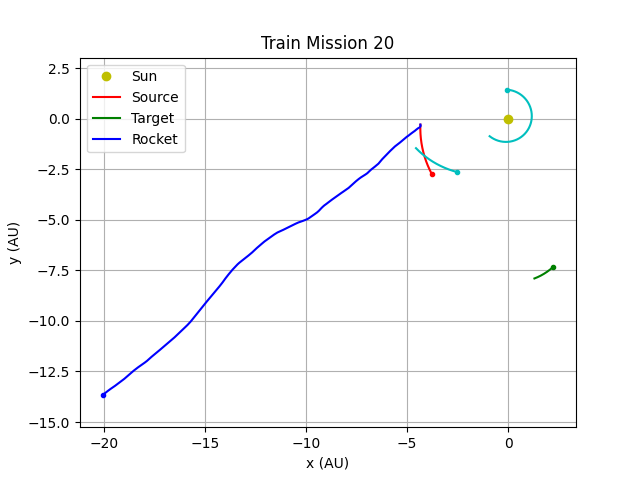 Train Mission 20
Sun
Source
Target
Rocket
2.5
0.0
−2.5
−5.0
−7.5
−10.0
−12.5
−15.0
y (AU)
−20 −15 −10 −5 0
x (AU)